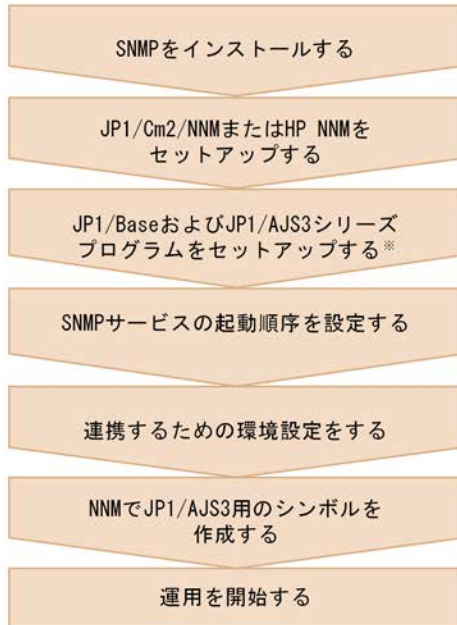 SNMPをインストールする
JP1/Cm2/NNMまたはHP NNMを
セットアップする
JP1/BaseおよびJP1/AJS3シリーズ
プログラムをセットアップする※
SNMPサービスの起動順序を設定する
連携するための環境設定をする
NNMでJP1/AJS3用のシンボルを
作成する
運用を開始する